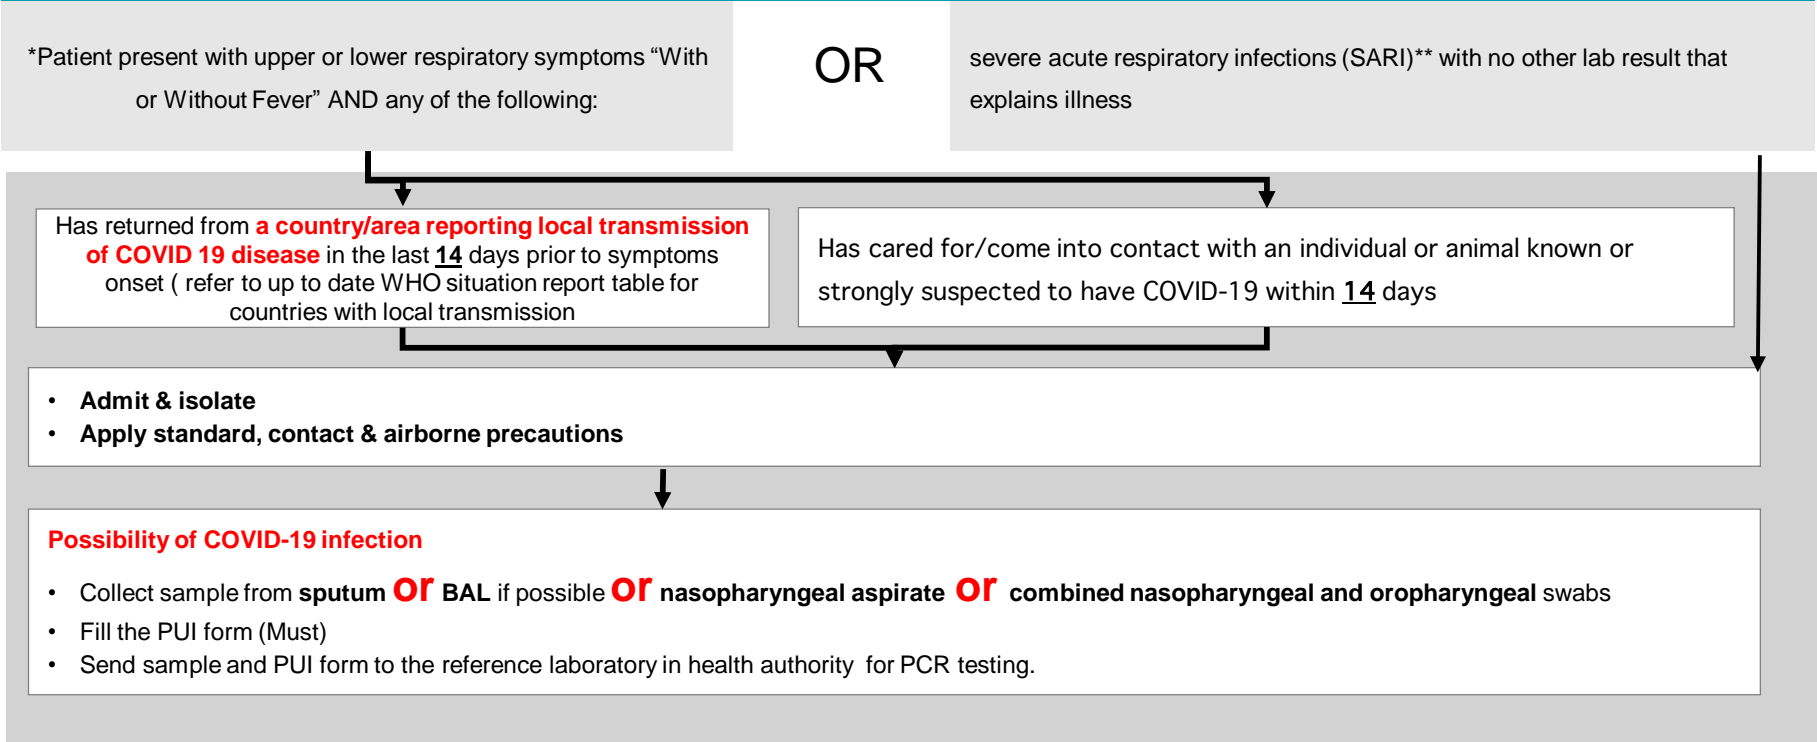 *Patient present with upper or lower respiratory symptoms “With
or Without Fever” AND any of the following:
OR
severe acute respiratory infections (SARI)** with no other lab result that
explains illness
Has returned from a country/area reporting local transmission
of COVID 19 disease in the last 14 days prior to symptoms
onset ( refer to up to date WHO situation report table for
countries with local transmission
Has cared for/come into contact with an individual or animal known or
strongly suspected to have COVID-19 within 14 days
• Admit & isolate
• Apply standard, contact & airborne precautions
Possibility of COVID-19 infection
• Collect sample from sputum or BAL if possible or nasopharyngeal aspirate or combined nasopharyngeal and oropharyngeal swabs
• Fill the PUI form (Must)
• Send sample and PUI form to the reference laboratory in health authority for PCR testing.